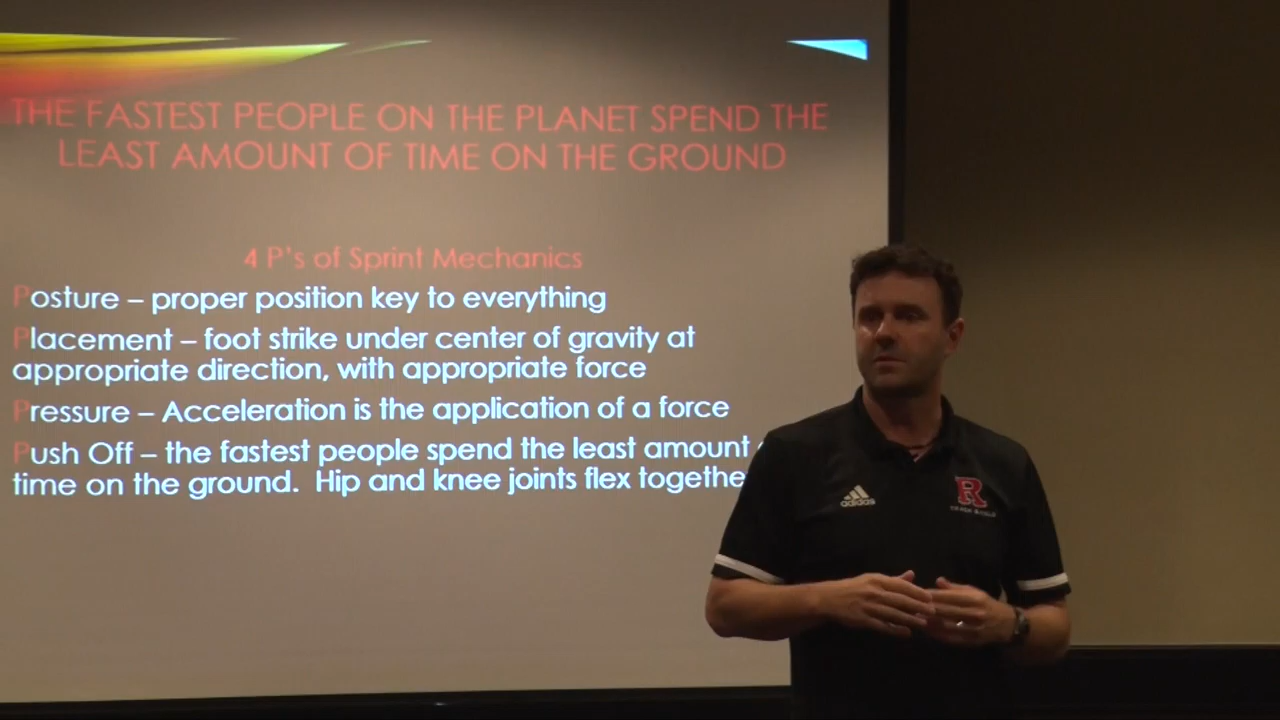 THE FASTEST PEOPLE ON THE PLANET SPEND THE
LEAST AMOUNT OF TIME ON THE GROUND
4 P's of Sprint Mechanics
Posture – proper position key to everything
Placement – foot strike under center of gravity at
appropriate direction, with appropriate force
Pressure – Acceleration is the application of a force
Push Off – the fastest people spend the least amount
time on the ground. Hip and knee joints flex togethe
adidas
R
TRACK & FIELD